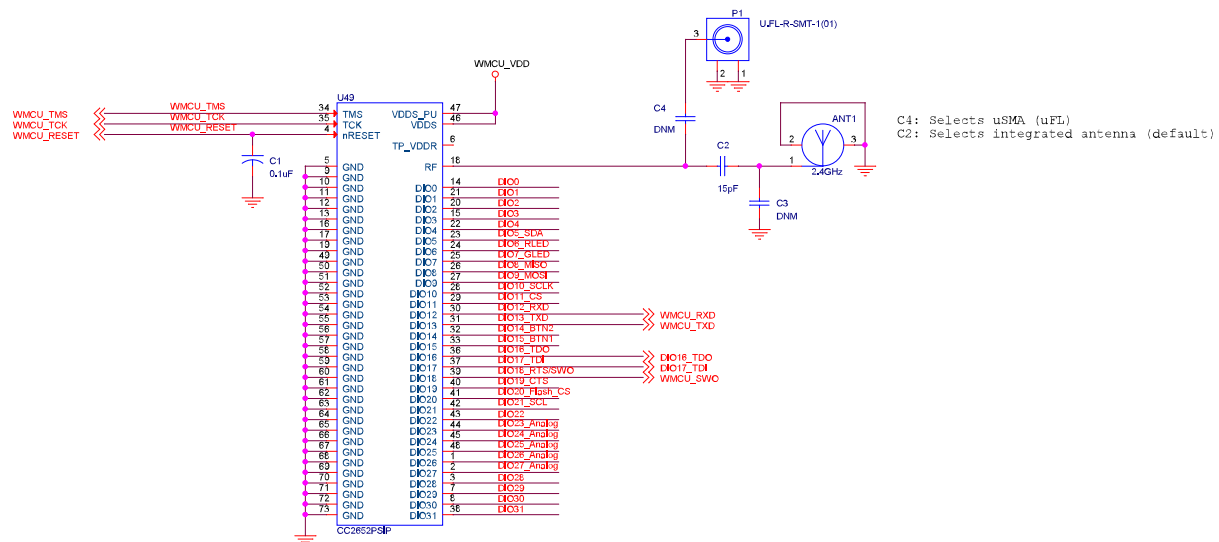 P1
U.FL-R-SMT-1(01)
3
2
1
WMCU_VDD
U49
C4
DNM
ANT1
2
3
1
2.4GHz
C4: Selects uSMA (uFL)
C2: Selects integrated antenna (default)
C2
15pF
C3
DNM
WMCU_TMS
WMCU_TMS
34
TMS
VDDS_PU
47
WMCU_TCK
WMCU_TCK
35
TCK
VDDS
46
WMCU_RESET
WMCU_RESET
4
nRESET
TP_VDDR
6
C1
0.1uF
5
GND
RF
18
9
GND
10
GND
DIO0
14
DIO0
11
GND
DIO1
21
DIO1
12
GND
DIO2
20
DIO2
13
GND
DIO3
15
DIO3
16
GND
DIO4
22
DIO4
17
GND
DIO5
23
DIO5_SDA
19
GND
DIO6
24
DIO6_RLED
49
GND
DIO7
25
DIO7_GLED
50
GND
DIO8
26
DIO8_MISO
51
GND
DIO9
27
DIO9_MOSI
52
GND
DIO10
28
DIO10_SCLK
53
GND
DIO11
29
DIO11_CS
54
GND
DIO12
30
DIO12_RXD
WMCU_RXD
55
GND
DIO13
31
DIO13_TXD
WMCU_TXD
56
GND
DIO14
32
DIO14_BTN2
57
GND
DIO15
33
DIO15_BTN1
58
GND
DIO16
36
DIO16_TDO
DIO16_TDO
59
GND
DIO17
37
DIO17_TDI
DIO17_TDI
60
GND
DIO18
39
DIO18_RTS/SWO
WMCU_SWO
61
GND
DIO19
40
DIO19_CTS
62
GND
DIO20
41
DIO20_Flash_CS
63
GND
DIO21
42
DIO21_SCL
64
GND
DIO22
43
DIO22
65
GND
DIO23
44
DIO23_Analog
66
GND
DIO24
45
DIO24_Analog
67
GND
DIO25
48
DIO25_Analog
68
GND
DIO26
1
DIO26_Analog
69
GND
DIO27
2
DIO27_Analog
70
GND
DIO28
3
DIO28
71
GND
DIO29
7
DIO29
72
GND
DIO30
8
DIO30
73
GND
DIO31
38
DIO31
CC2652PSIP